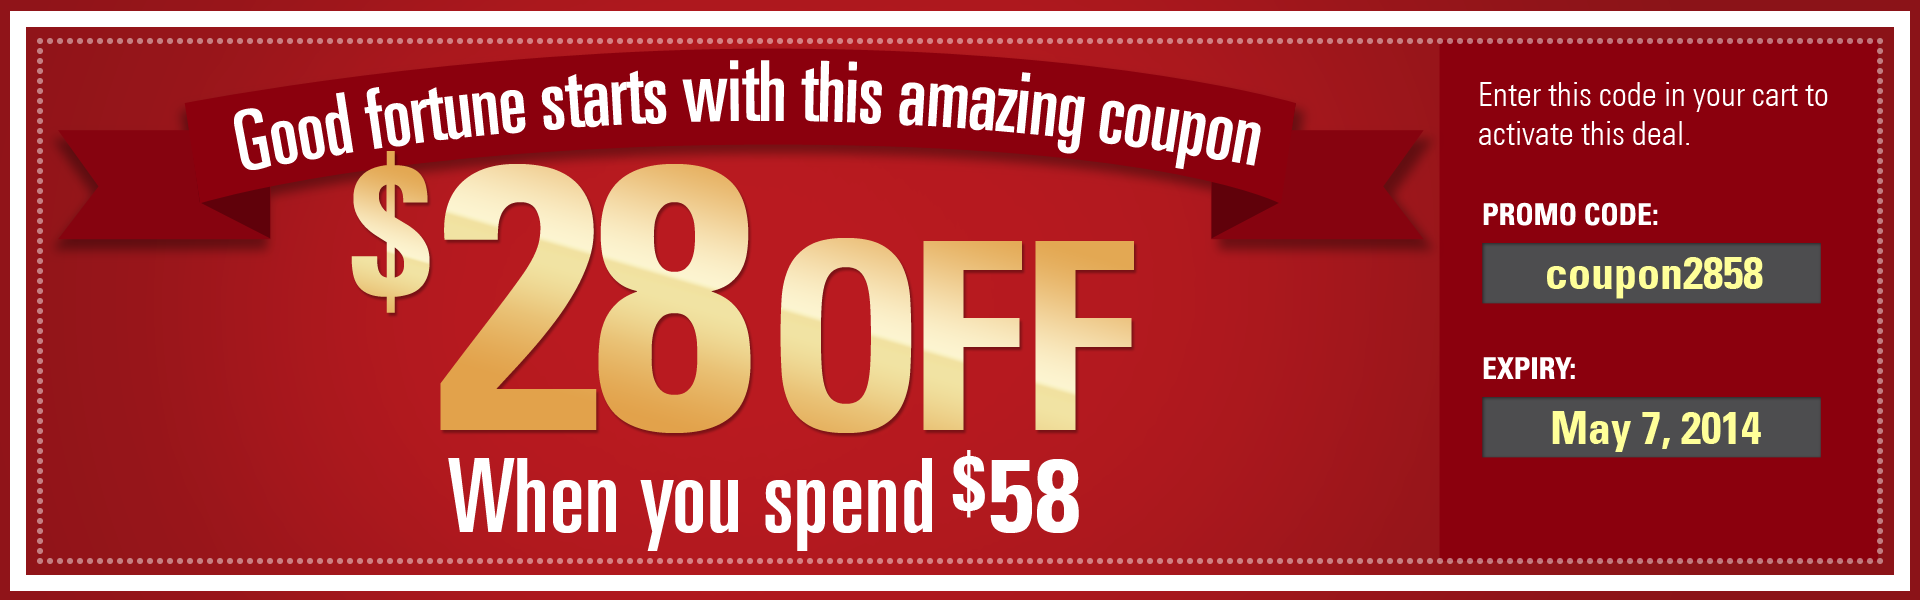 Good fortune starts with this amazing coupon
$28 OFF
When you spend $58
Enter this code in your cart to
activate this deal.
PROMO CODE:
coupon2858
EXPIRY:
May 7, 2014